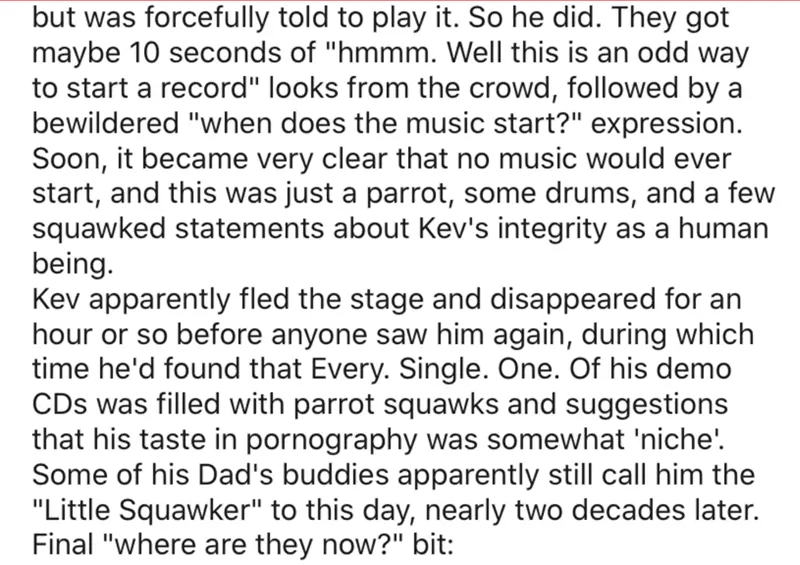 but was forcefully told to play it. So he did. They got
maybe 10 seconds of "hmmm. Well this is an odd way
to start a record" looks from the crowd, followed by a
bewildered "when does the music start?" expression.
Soon, it became very clear that no music would ever
start, and this was just a parrot, some drums, and a few
squawked statements about Kev's integrity as a human
being.
Kev apparently fled the stage and disappeared for an
hour or so before anyone saw him again, during which
time he'd found that Every. Single. One. Of his demo
CDs was filled with parrot squawks and suggestions
that his taste in pornography was somewhat 'niche'.
Some of his Dad's buddies apparently still call him the
"Little Squawker" to this day, nearly two decades later.
Final "where are they now?" bit: